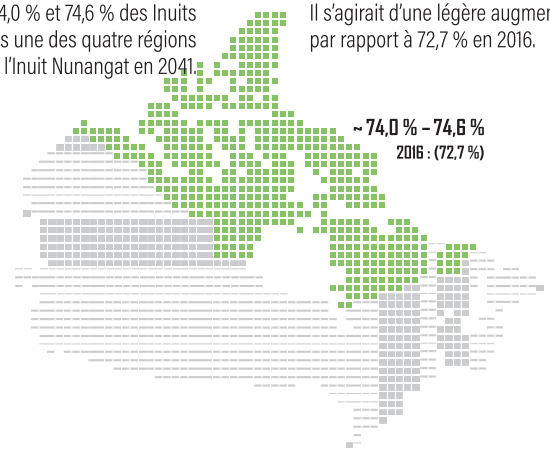 4,0 % et 74,6 % des Inuits
s une des quatre régions
l'Inuit Nunangat en 2041.
Il s'agirait d'une légère augmen
par rapport à 72,7 % en 2016.
~ 74,0 % – 74,6 %
2016 : (72,7 %)